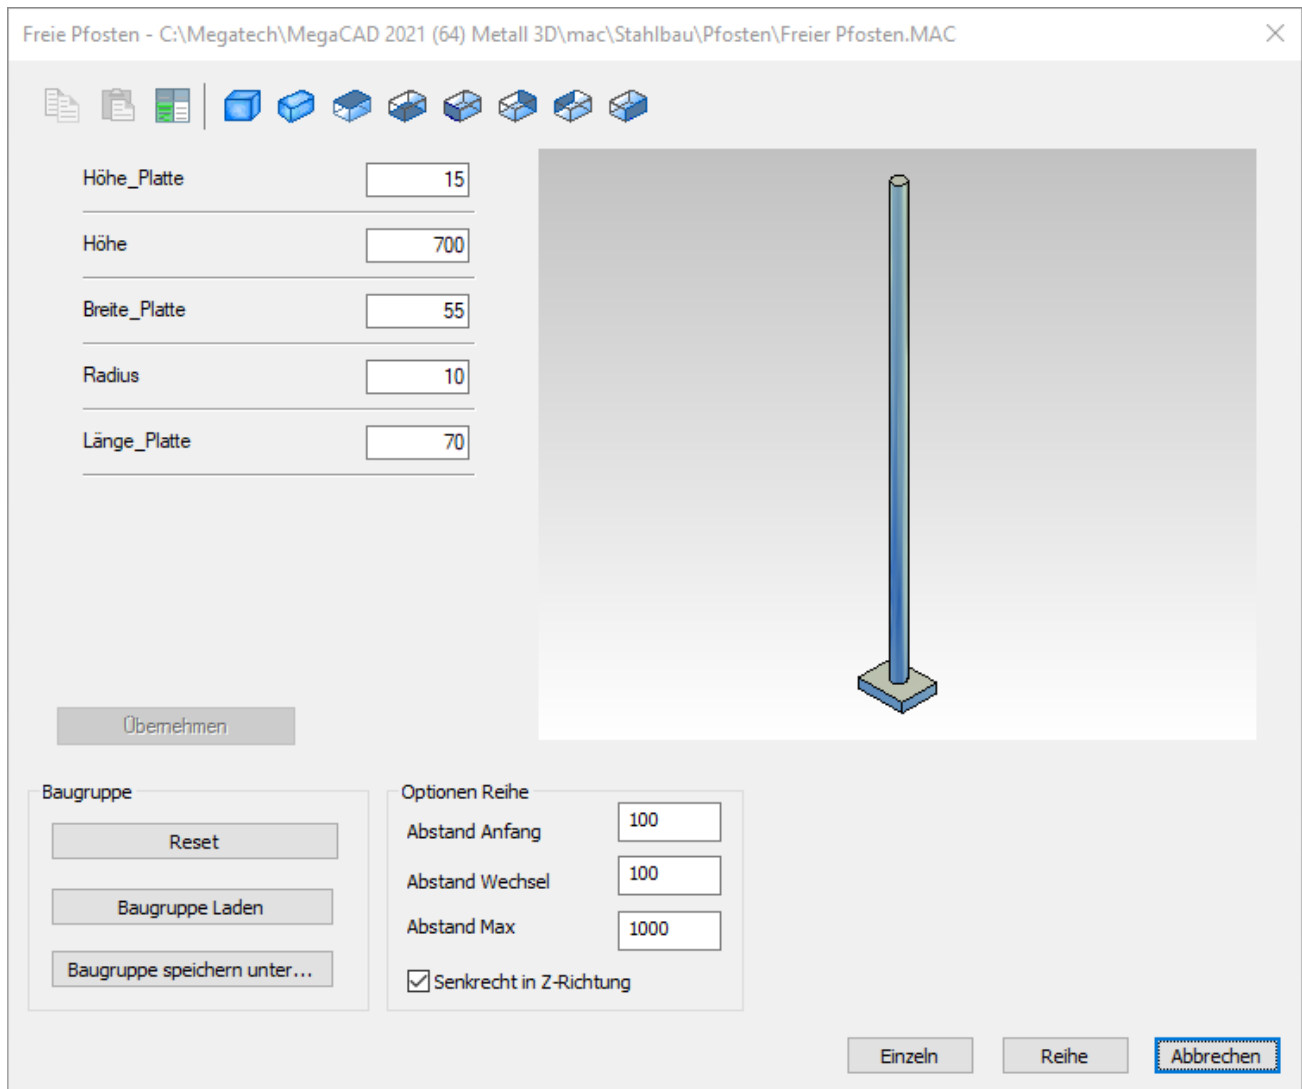 Freie Pfosten - C:\Megatech\MegaCAD 2021 (64) Metall 3D\mac\Stahlbau\Pfosten\Freier Pfosten.MAC
Höhe_Platte 15
Höhe 700
Breite_Platte 55
Radius 10
Länge_Platte 70
Übernehmen
Baugruppe
Reset
Baugruppe Laden
Baugruppe speichern unter...
Optionen Reihe
Abstand Anfang 100
Abstand Wechsel 100
Abstand Max 1000
Senkrecht in Z-Richtung
Einzeln Reihe Abbrechen